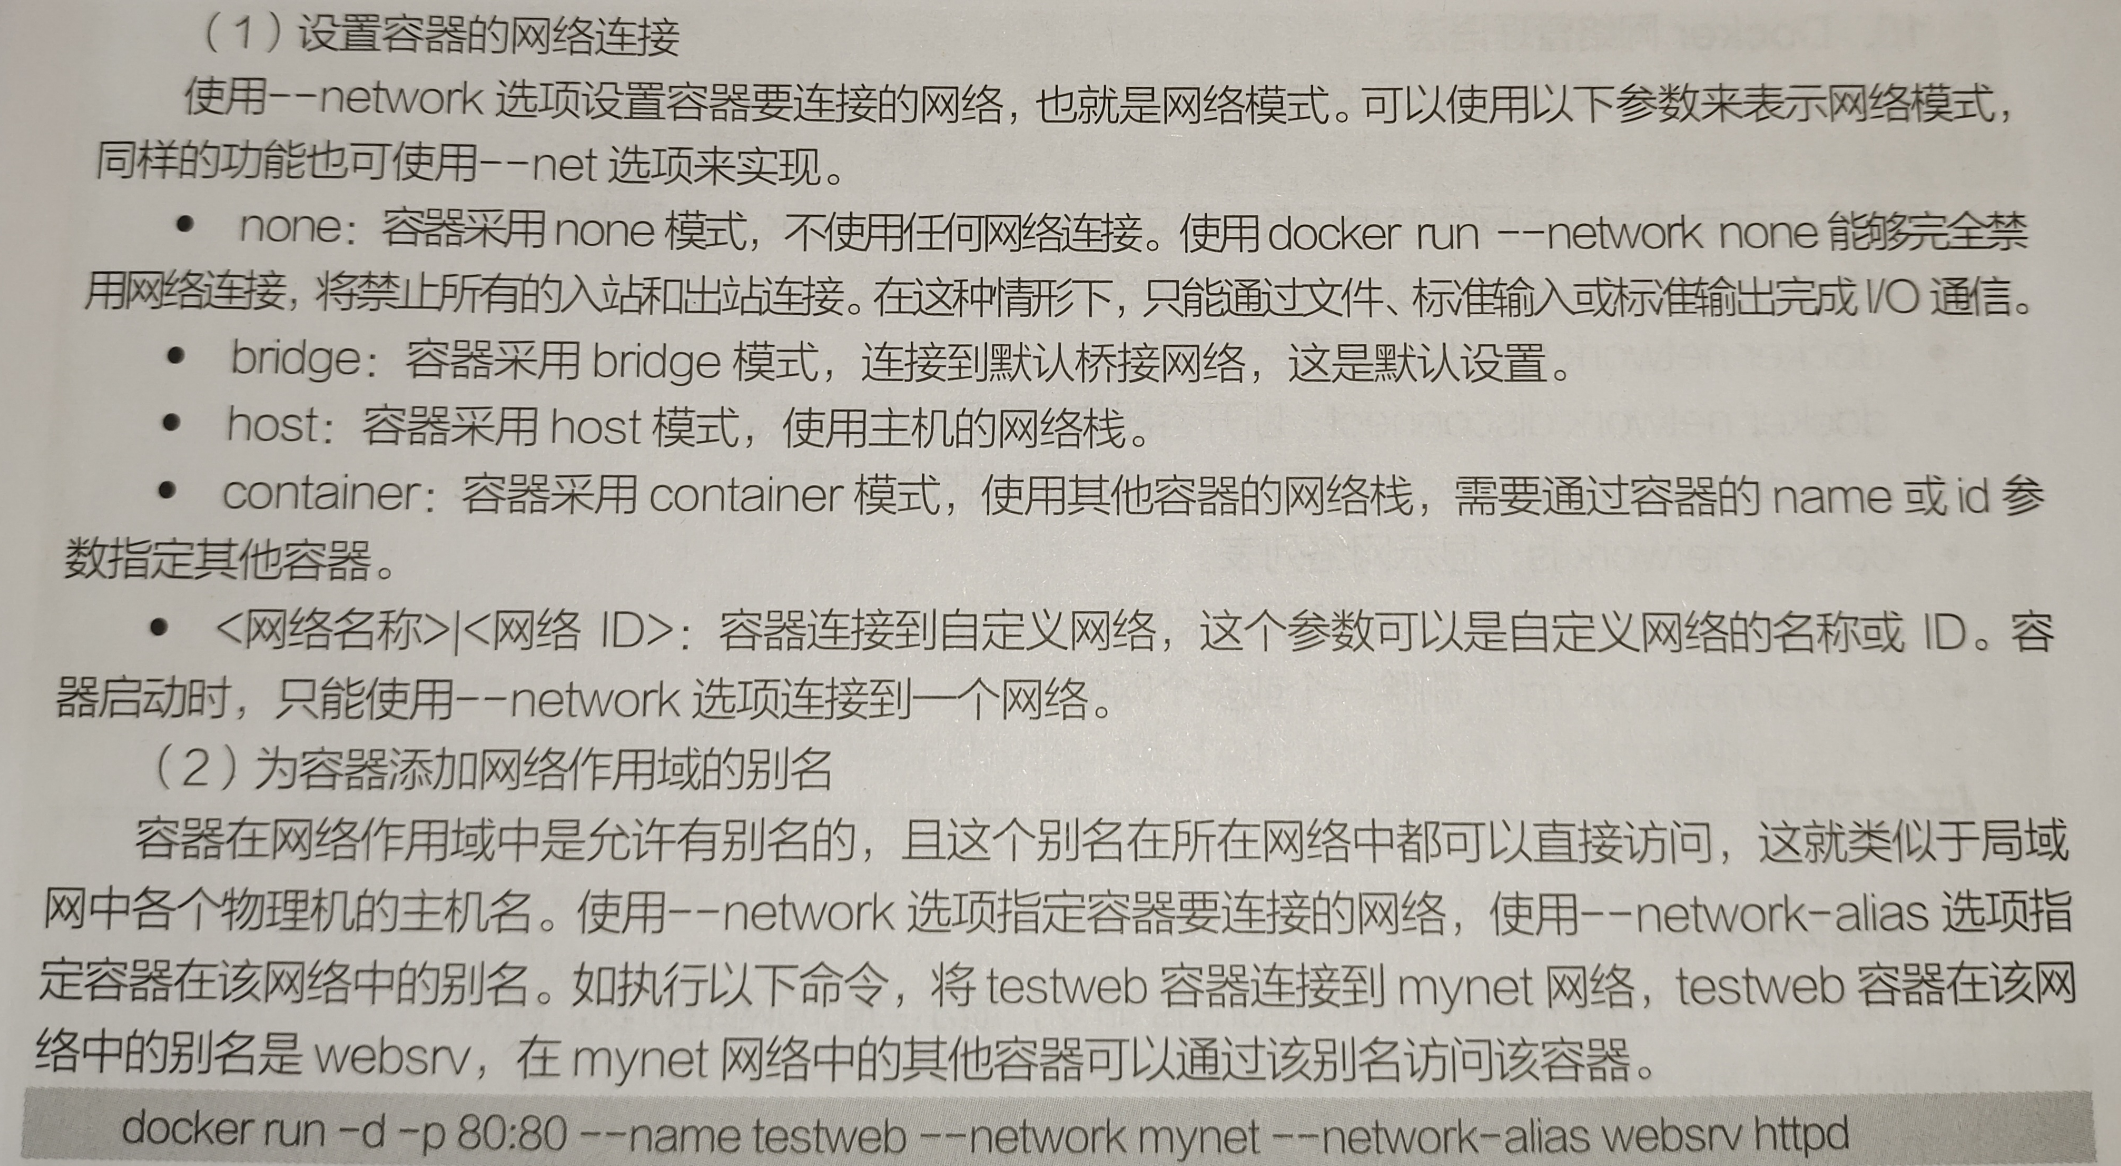 （1）设置容器的网络连接
使用--network 选项设置容器要连接的网络，也就是网络模式。可以使用以下参数来表示网络模式，
同样的功能也可使用--net 选项来实现。
● none：容器采用 none 模式，不使用任何网络连接。使用 docker run --network none 能够完全禁
用网络连接，将禁止所有的入站和出站连接。在这种情形下，只能通过文件、标准输入或标准输出完成 I/O 通信。
● bridge：容器采用 bridge 模式，连接到默认桥接网络，这是默认设置。
● host：容器采用 host 模式，使用主机的网络栈。
● container：容器采用 container 模式，使用其他容器的网络栈，需要通过容器的 name 或 id 参
数指定其他容器。
● <网络名称>|<网络 ID>：容器连接到自定义网络，这个参数可以是自定义网络的名称或 ID。容
器启动时，只能使用--network 选项连接到一个网络。
（2）为容器添加网络作用域的别名
容器在网络作用域中是允许有别名的，且这个别名在所在网络中都可以直接访问，这就类似于局域
网中各个物理机的主机名。使用--network 选项指定容器要连接的网络，使用--network-alias 选项指
定容器在该网络中的别名。如执行以下命令，将 testweb 容器连接到 mynet 网络，testweb 容器在该网
络中的别名是 websrv，在 mynet 网络中的其他容器可以通过该别名访问该容器。
docker run -d -p 80:80 --name testweb --network mynet --network-alias websrv httpd